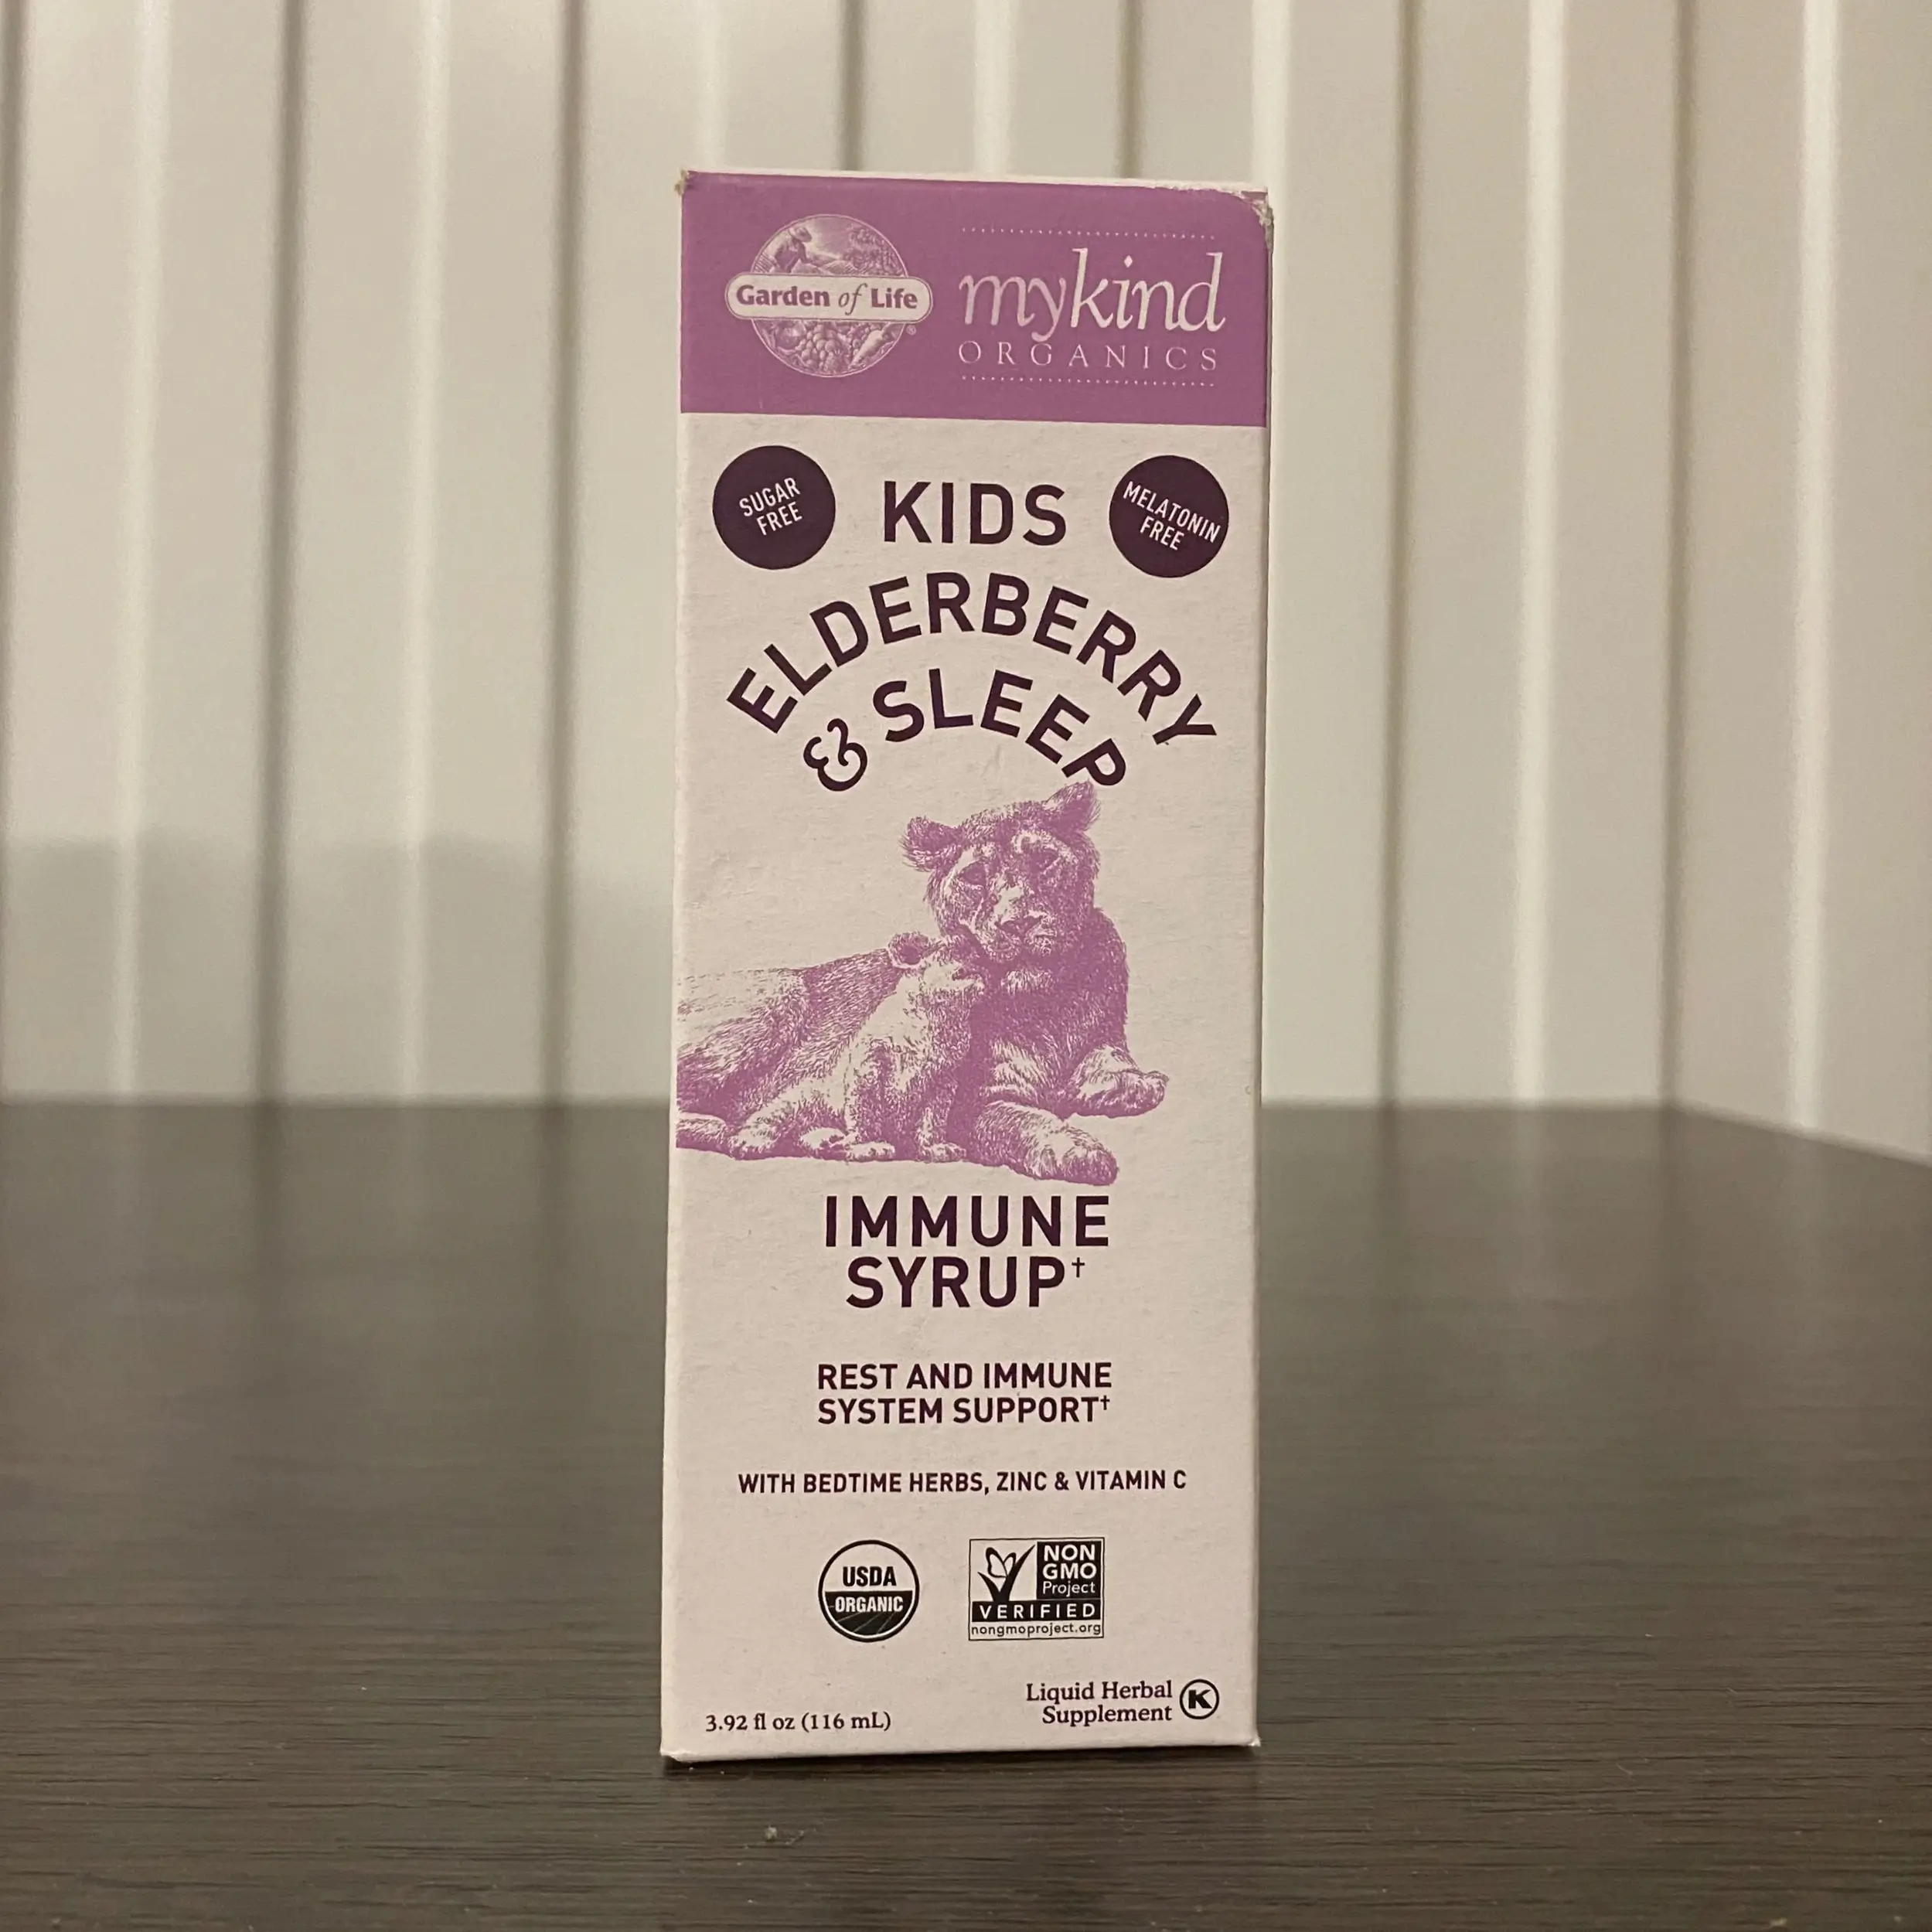 Garden of Life®
mykind
ORGANICS
SUGAR
FREE
KIDS
MELATONIN
FREE
ELDERBERRY
& SLEEP
IMMUNE
SYRUP†
REST AND IMMUNE
SYSTEM SUPPORT†
WITH BEDTIME HERBS, ZINC & VITAMIN C
USDA
ORGANIC
NON
GMO
Project
VERIFIED
nongmoproject.org
3.92 fl oz (116 mL)
Liquid Herbal
Supplement
K